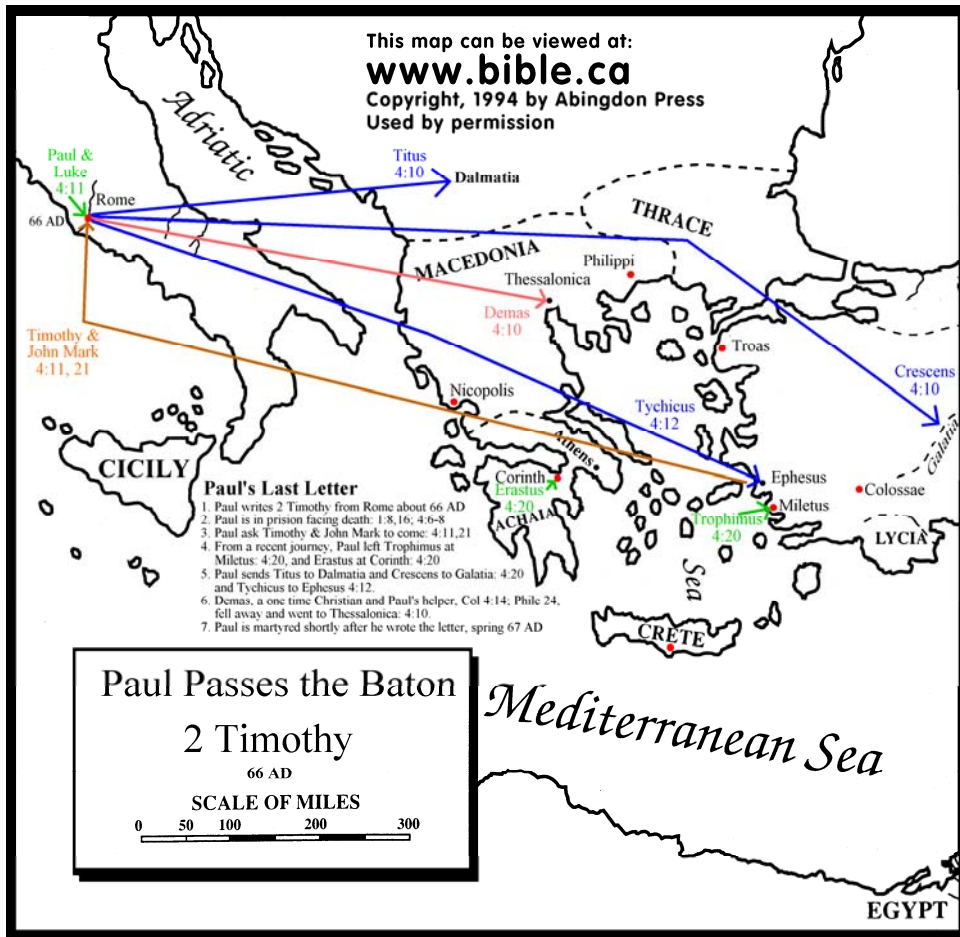 This map can be viewed at:
www.bible.ca
Copyright, 1994 by Abingdon Press
Used by permission
Adriatic
Paul &
Luke
4:11
Rome
66 AD
Titus
4:10
Dalmatia
THRACE
MACEDONIA
Philippi
Thessalonica
Demas
4:10
Timothy &
John Mark
4:11, 21
Troas
Crescens
4:10
Nicopolis
Tychicus
4:12
Galatia
Athens
CICILY
Corinth
Erastus
4:20
ACHAIA
Ephesus
Colossae
Miletus
Trophimus
4:20
LYCIA
Sea
CRETE
Paul's Last Letter
1. Paul writes 2 Timothy from Rome about 66 AD
2. Paul is in prision facing death: 1:8,16; 4:6-8
3. Paul ask Timothy & John Mark to come: 4:11,21
4. From a recent journey, Paul left Trophimus at
Miletus: 4:20, and Erastus at Corinth: 4:20
5. Paul sends Titus to Dalmatia and Crescens to Galatia: 4:20
and Tychicus to Ephesus 4:12.
6. Demas, a one time Christian and Paul's helper, Col 4:14; Phile 24,
fell away and went to Thessalonica: 4:10.
7. Paul is martyred shortly after he wrote the letter, spring 67 AD
Paul Passes the Baton
2 Timothy
66 AD
SCALE OF MILES
0 50 100 200 300
Mediterranean Sea
EGYPT